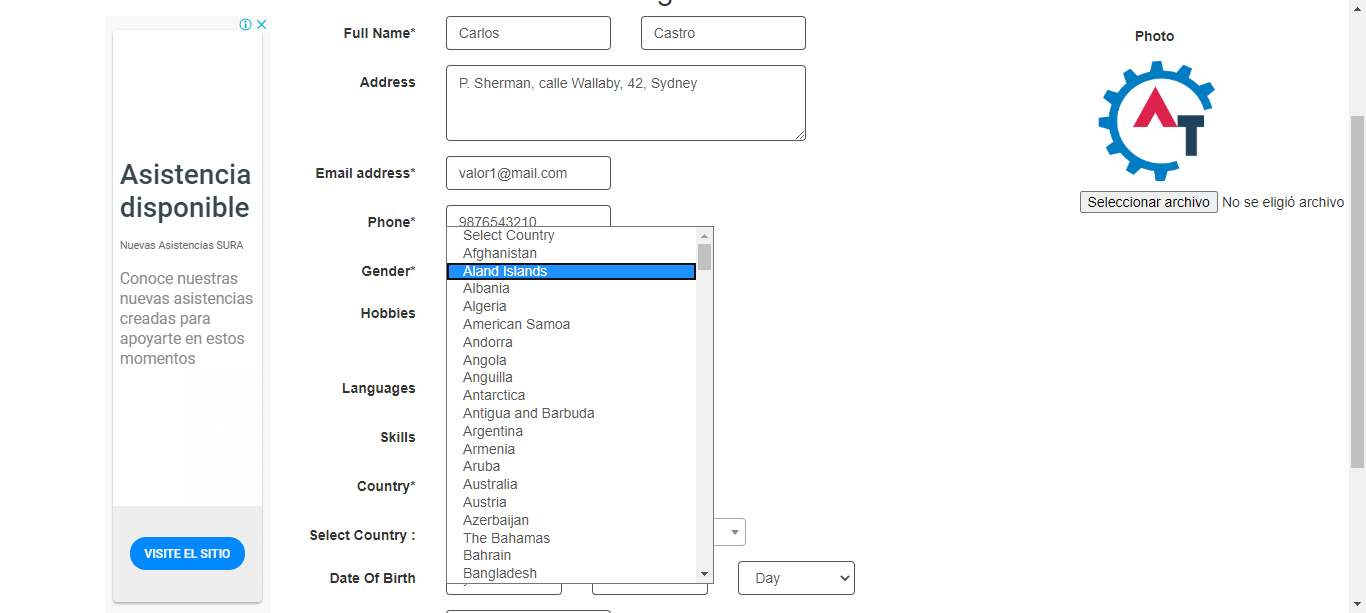 Full Name*
Carlos
Castro
Photo
Address
P. Sherman, calle Wallaby, 42, Sydney
AT
Email address*
valor1@mail.com
Seleccionar archivo No se eligió archivo
Phone*
9876543210
Gender*
Hobbies
Languages
Skills
Country*
Select Country :
Date Of Birth
Day
Select Country
Afghanistan
Aland Islands
Albania
Algeria
American Samoa
Andorra
Angola
Anguilla
Antarctica
Antigua and Barbuda
Argentina
Armenia
Aruba
Australia
Austria
Azerbaijan
The Bahamas
Bahrain
Bangladesh
Asistencia
disponible
Nuevas Asistencias SURA
Conoce nuestras
nuevas asistencias
creadas para
apoyarte en estos
momentos
VISITE EL SITIO